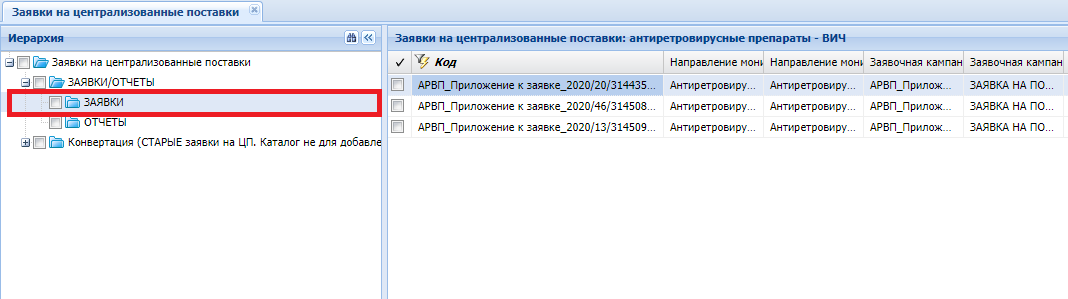 Заявки на централизованные поставки
Иерархия
Заявки на централизованные поставки
ЗАЯВКИ/ОТЧЕТЫ
ЗАЯВКИ
ОТЧЕТЫ
Конвертация (СТАРЫЕ заявки на ЦП. Каталог не для добавле
Заявки на централизованные поставки: антиретровирусные препараты - ВИЧ
Код Направление мони Направление мони Заявочная кампан Заявочная кампан
АРВП_Приложение к заявке_2020/20/314435... Антиретровиру... Антиретровиру... АРВП_Прилож... ЗАЯВКА НА ПО...
АРВП_Приложение к заявке_2020/46/314508... Антиретровиру... Антиретровиру... АРВП_Прилож... ЗАЯВКА НА ПО...
АРВП_Приложение к заявке_2020/13/314509... Антиретровиру... Антиретровиру... АРВП_Прилож... ЗАЯВКА НА ПО...